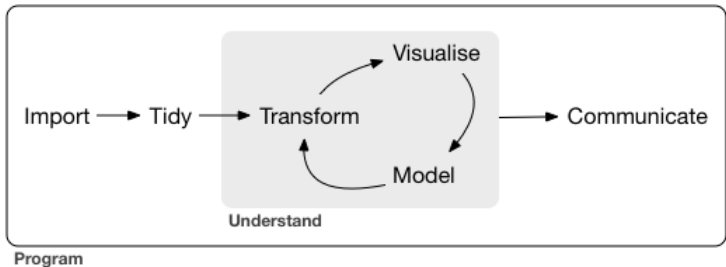 Import
Tidy
Transform
Visualise
Model
Communicate
Understand
Program